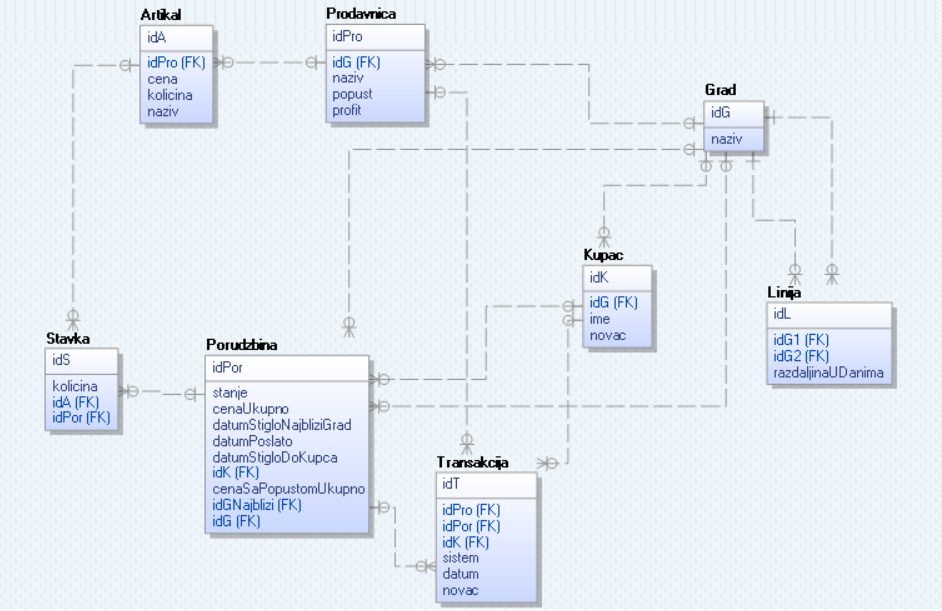 Artikal
idA
idPro (FK)
cena
kolicina
naziv
Prodavnica
idPro
idG (FK)
naziv
popust
profit
Grad
idG
naziv
Kupac
idK
idG (FK)
ime
novac
Linija
idL
idG1 (FK)
idG2 (FK)
razdaljinaUDanima
Stavka
idS
kolicina
idA (FK)
idPor (FK)
Porudzbina
idPor
stanje
cenaUkupno
datumStigloNajbliziGrad
datumPoslato
datumStigloDoKupca
idK (FK)
cenaSaPopustomUkupno
idGNajblizi (FK)
idG (FK)
Transakcija
idT
idPro (FK)
idPor (FK)
idK (FK)
sistem
datum
novac